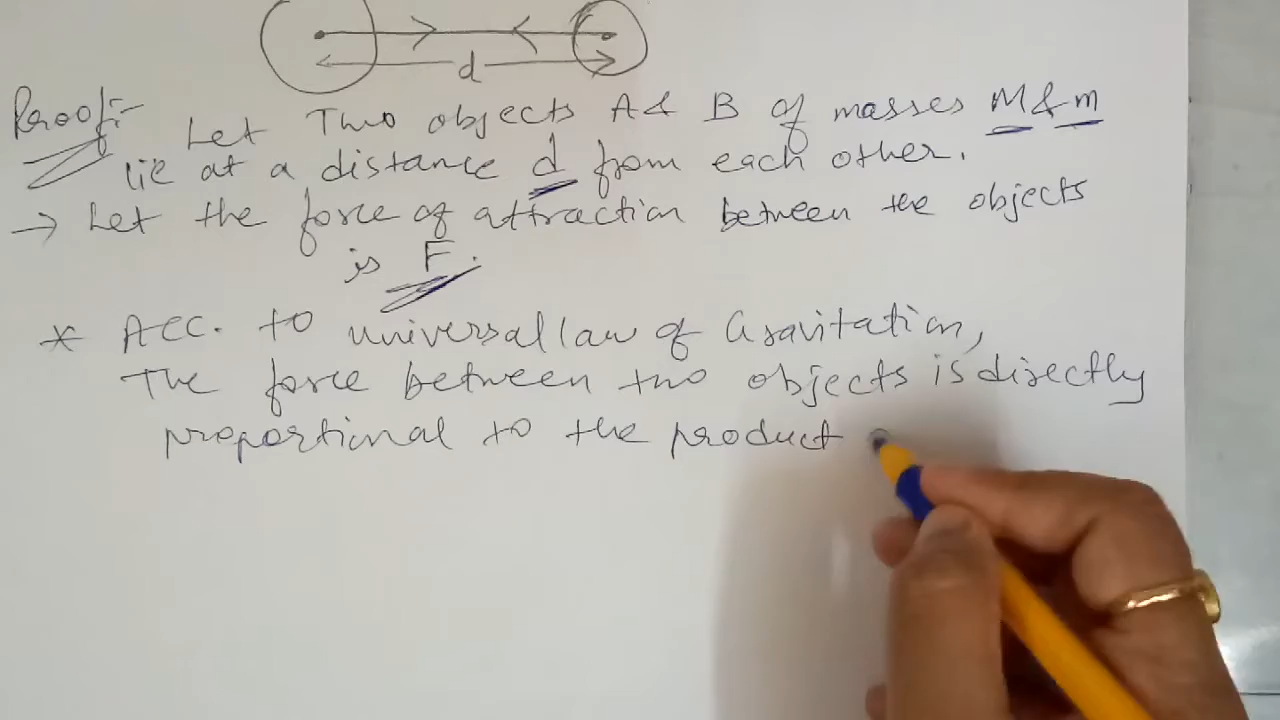 d
Proof:-
Let Two objects A & B of masses M & m
lie at a distance d from each other.
→ Let the force of attraction between the objects
is F.
* Acc. to universal law of Gravitation,
The force between two objects is directly
proportional to the product